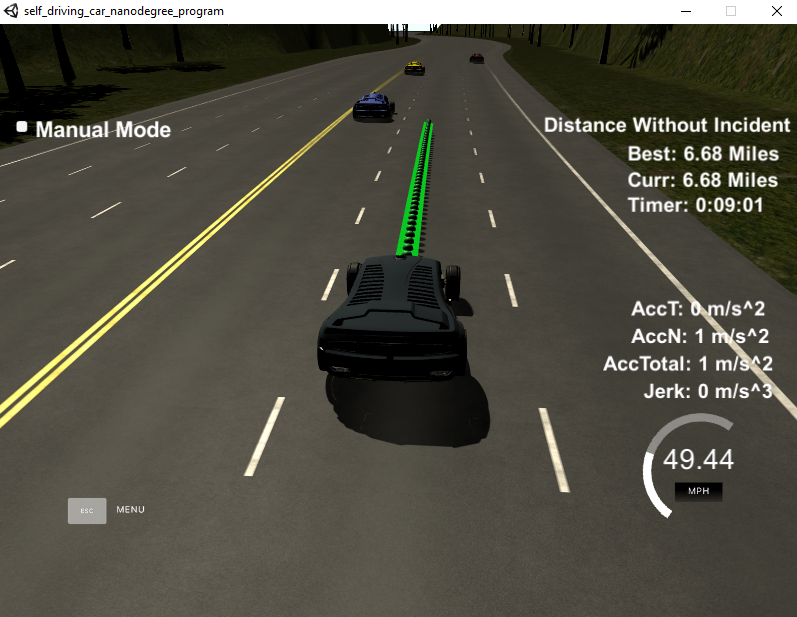 self_driving_car_nanodegree_program
Manual Mode
Distance Without Incident
Best: 6.68 Miles
Curr: 6.68 Miles
Timer: 0:09:01
AccT: 0 m/s^2
AccN: 1 m/s^2
AccTotal: 1 m/s^2
Jerk: 0 m/s^3
49.44
MPH
ESC MENU